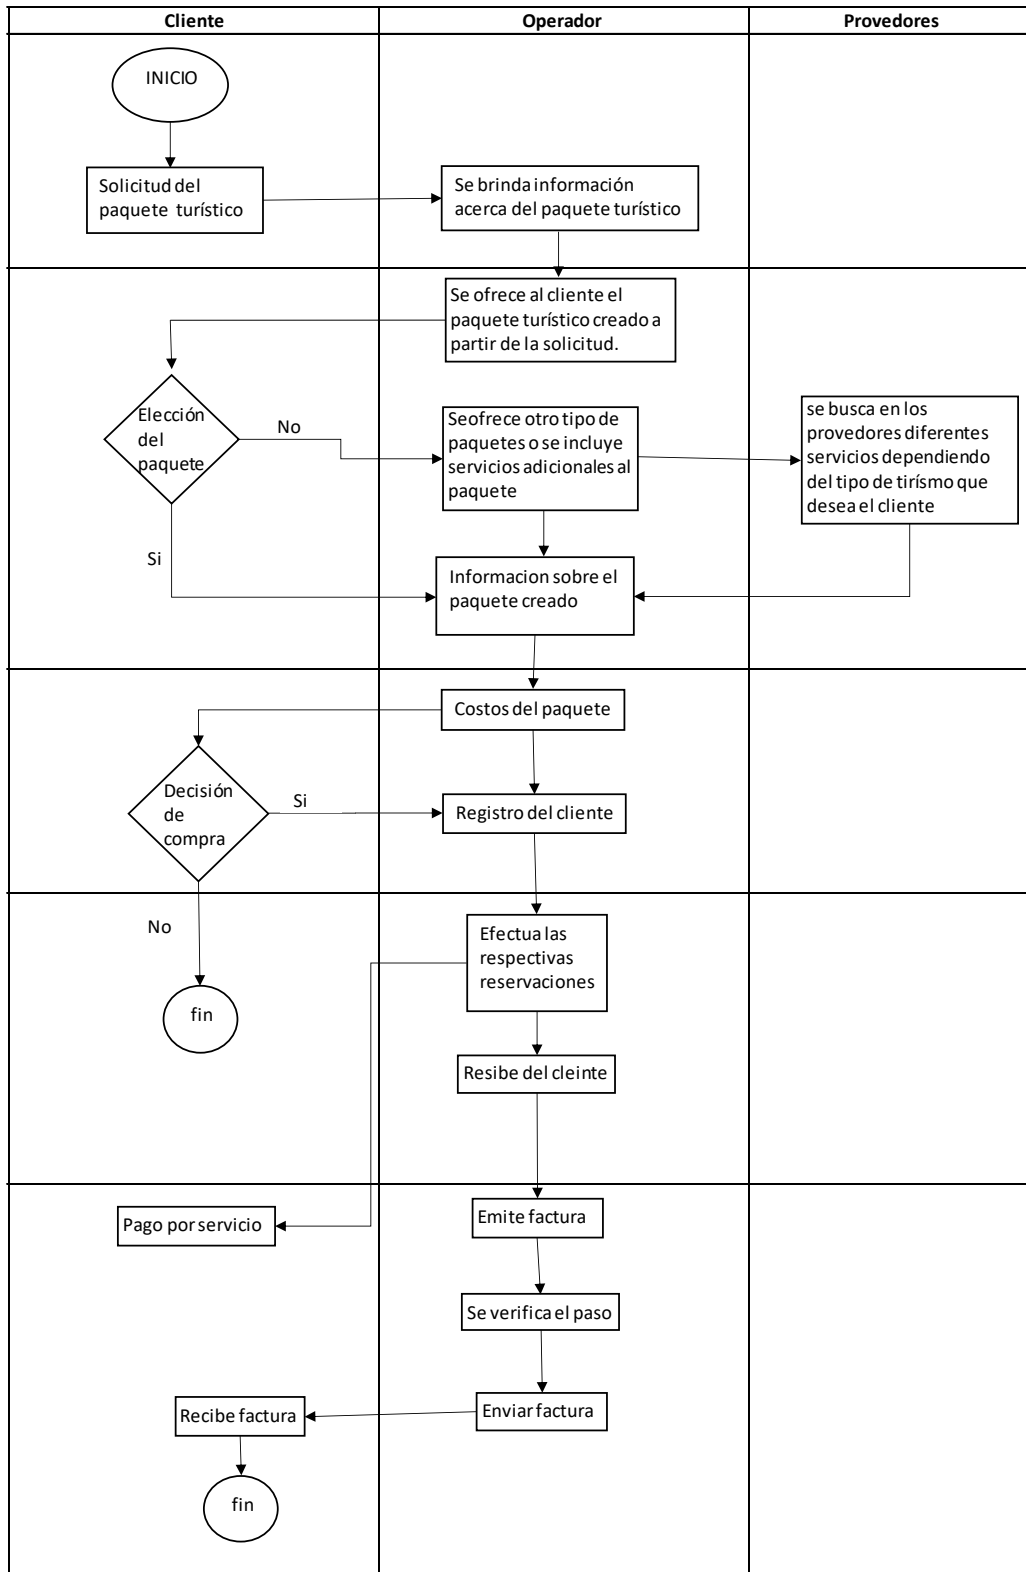 Cliente
Operador
Provedores
INICIO
Solicitud del
paquete turístico
Se brinda información
acerca del paquete turístico
Se ofrece al cliente el
paquete turístico creado a
partir de la solicitud.
Elección
del
paquete
No
Seofrece otro tipo de
paquetes o se incluye
servicios adicionales al
paquete
se busca en los
provedores diferentes
servicios dependiendo
del tipo de tirísmo que
desea el cliente
Si
Informacion sobre el
paquete creado
Costos del paquete
Decisión
de
compra
Si
Registro del cliente
No
Efectua las
respectivas
reservaciones
fin
Resibe del cleinte
Pago por servicio
Emite factura
Se verifica el paso
Recibe factura
Enviar factura
fin